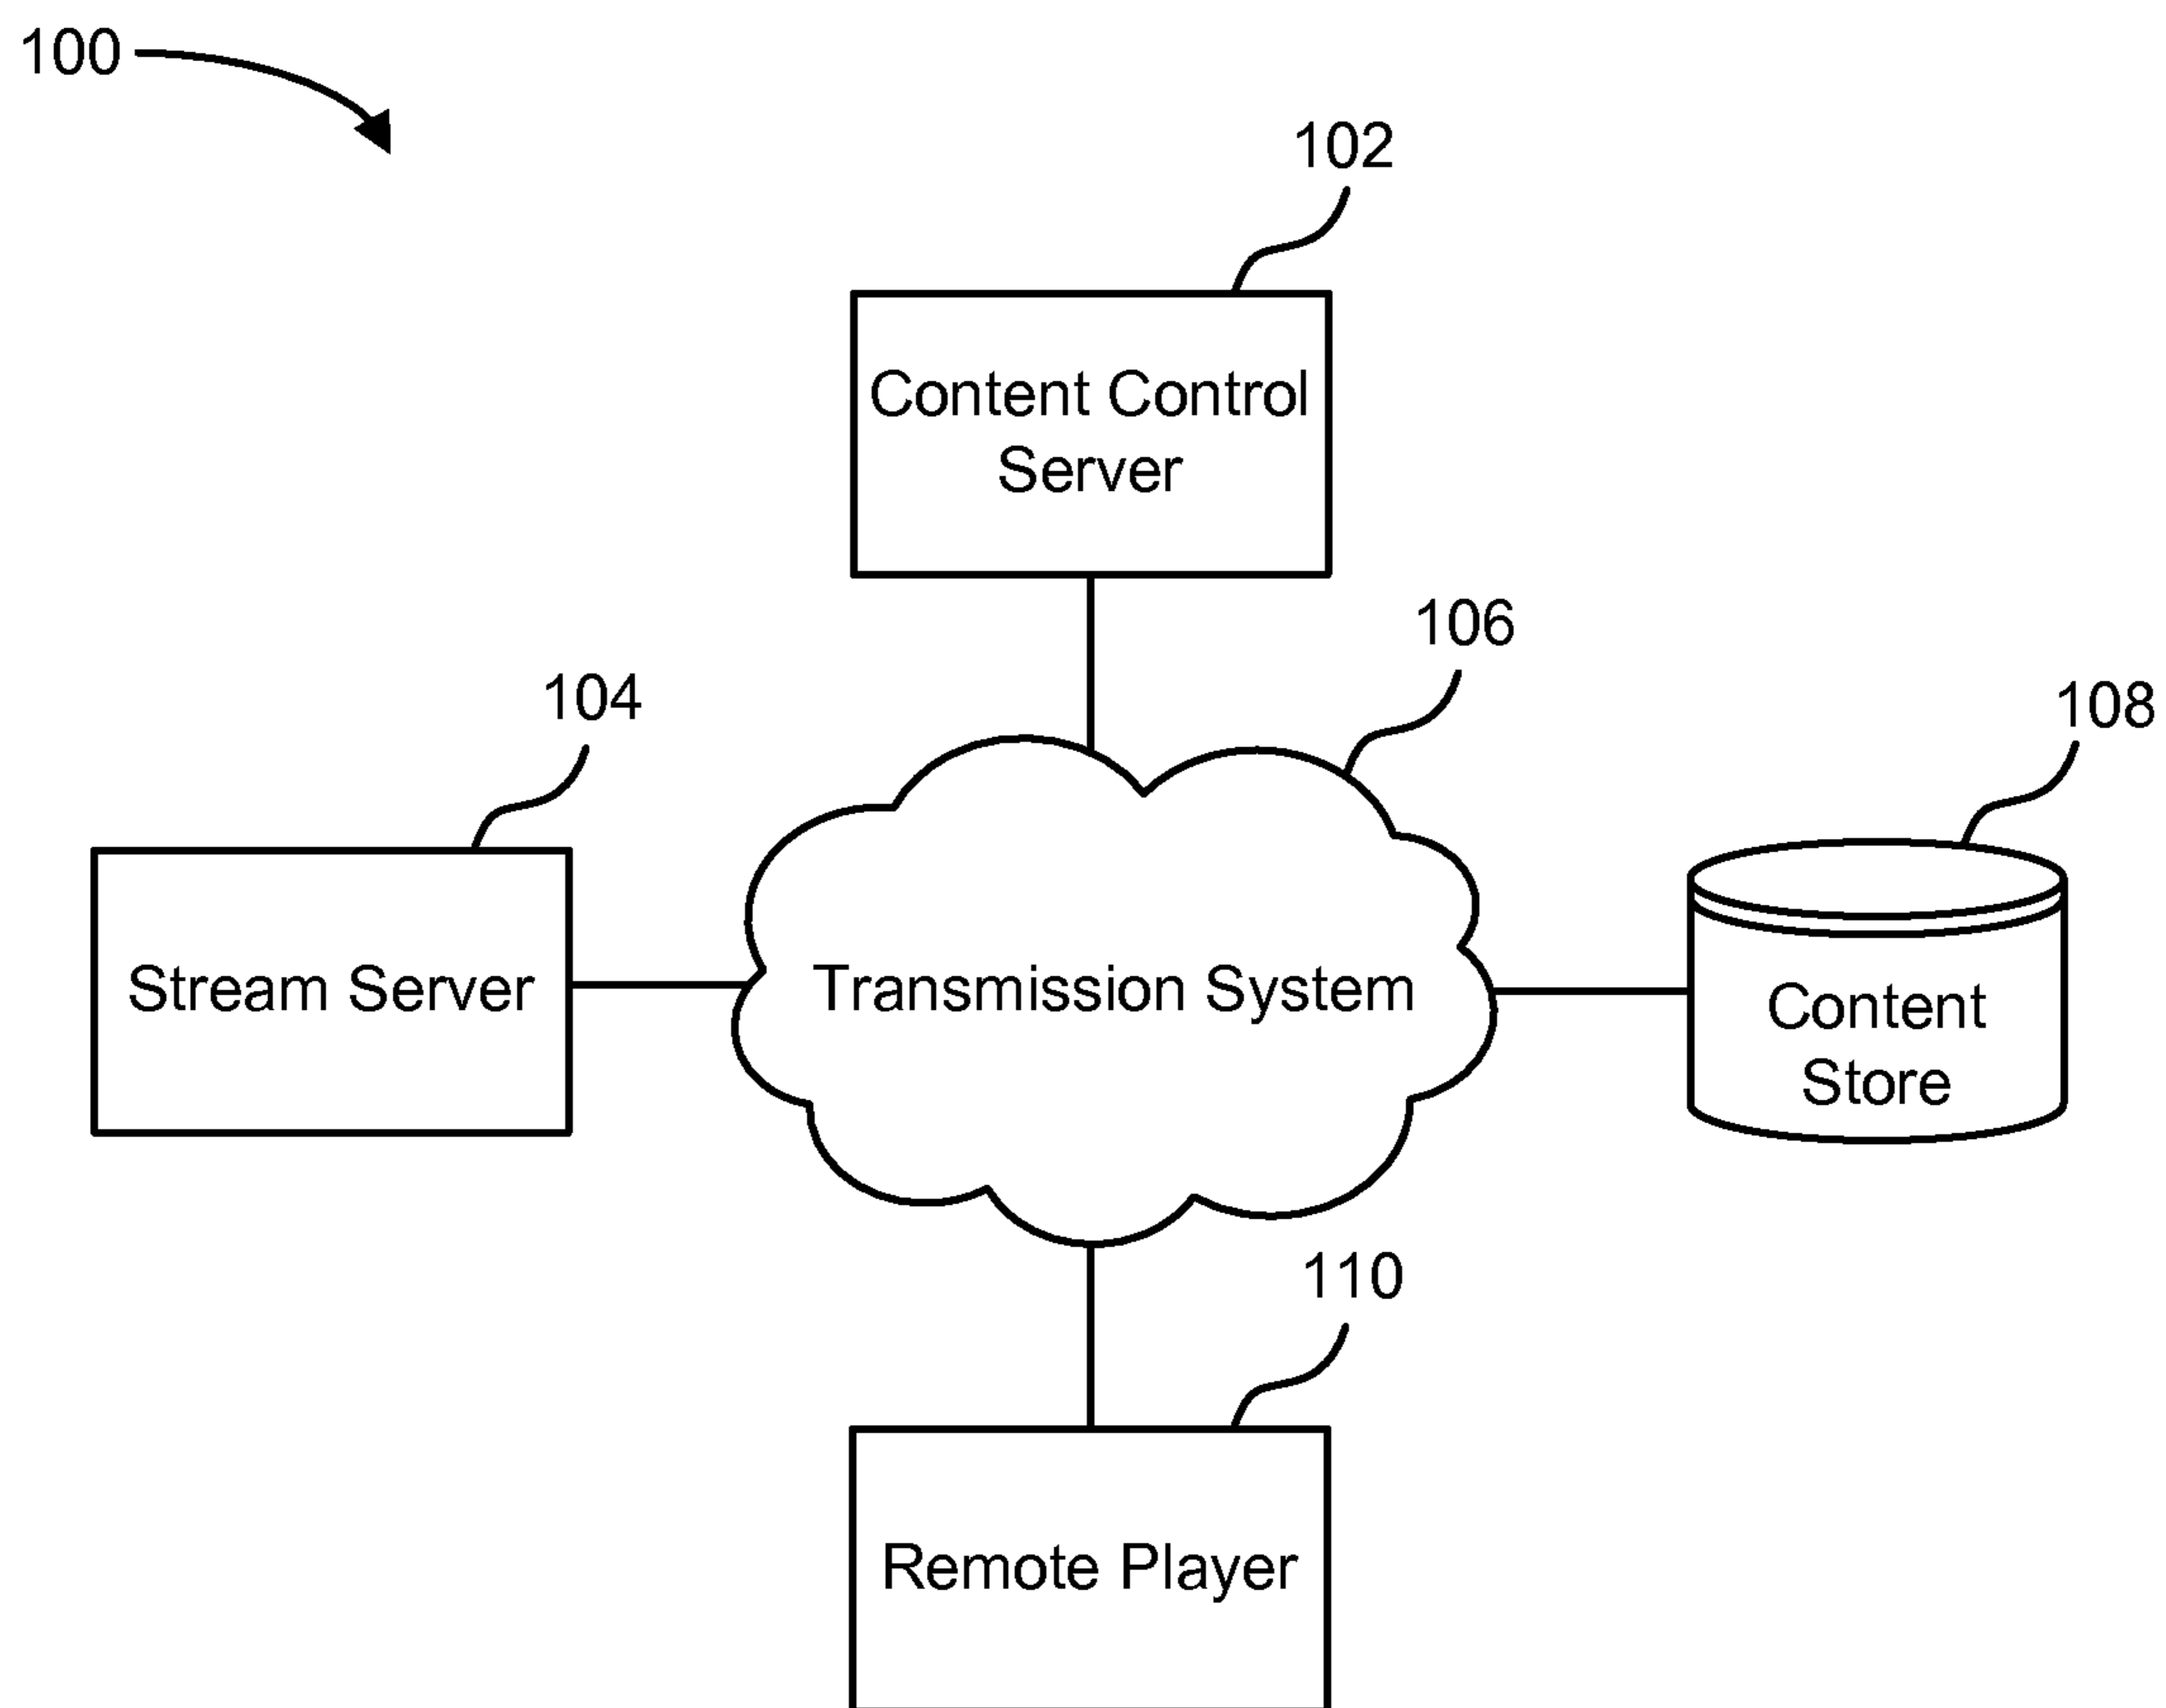 100
102
Content Control
Server
106
104
108
Stream Server
Transmission System
Content
Store
110
Remote Player